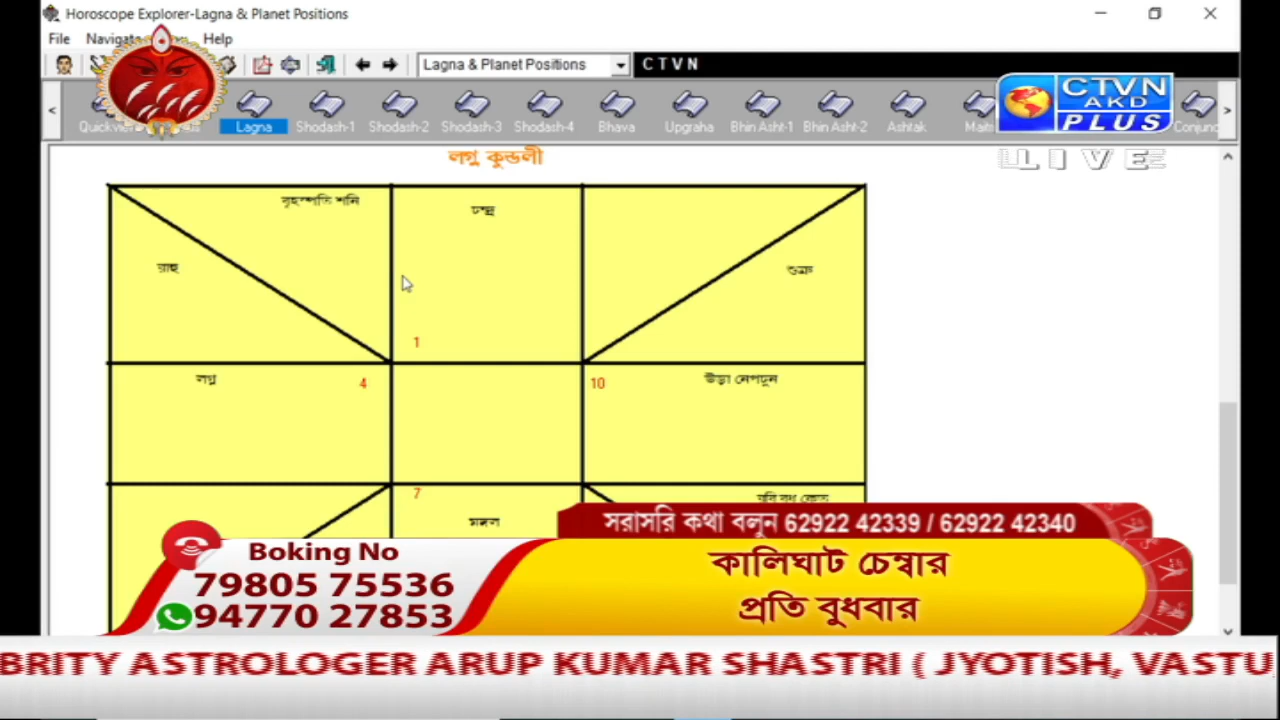 Horoscope Explorer-Lagna & Planet Positions
File Help
Lagna & Planet Positions
C T V N
Lagna Shodash-1 Shodash-2 Shodash-3 Shodash-4 Bhava Upgraha Bhin Asht-1 Bhin Asht-2 Ashtak
CTVN
AKD
PLUS
LIVE
লগ্ন কুন্ডলী
বৃহস্পতি শনি
চন্দ্র
রাহু
শুক্র
1
লগ্ন
4
10
উড়া নেপচুন
7
রবি বুধ কেতু
মঙ্গল
সরাসরি কথা বলুন 62922 42339 / 62922 42340
Boking No
79805 75536
94770 27853
কালিঘাট চেম্বার
প্রতি বুধবার
BRITY ASTROLOGER ARUP KUMAR SHASTRI ( JYOTISH, VASTU